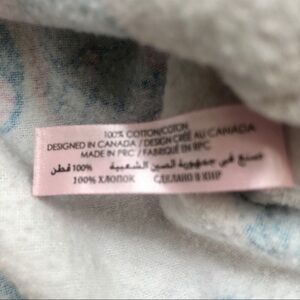 100% COTTON/COTON
DESIGNED IN CANADA / DESIGN CRÉÉ AU CANADA
MADE IN PRC / FABRIQUÉ EN RPC
صنع في جمهورية الصين الشعبية 100% قطن
100% ХЛОПОК СДЕЛАНО В КНР